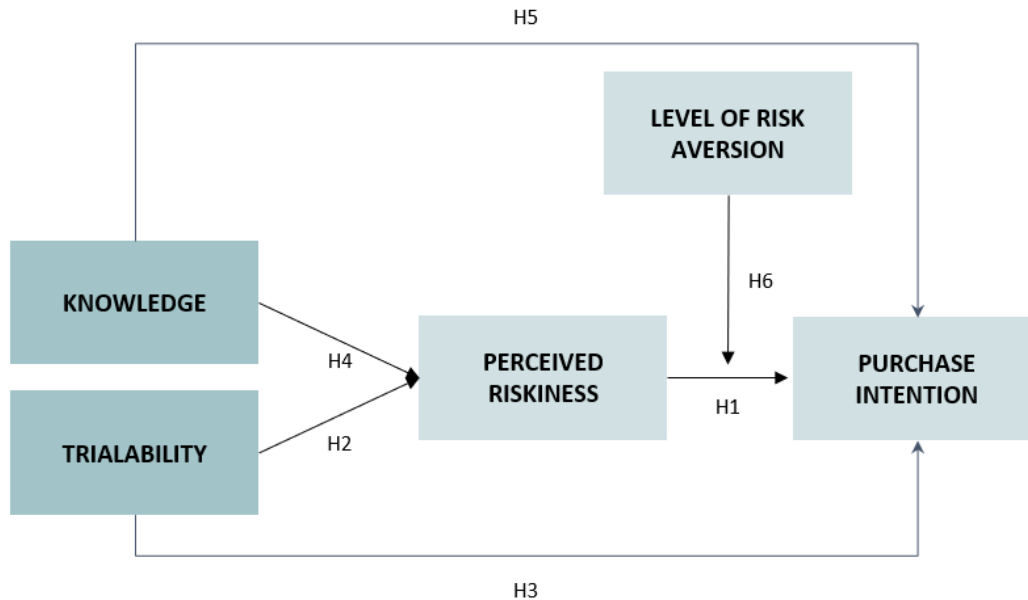 H5
LEVEL OF RISK
AVERSION
H6
KNOWLEDGE
H4
PERCEIVED
RISKINESS
H1
PURCHASE
INTENTION
TRIALABILITY
H2
H3